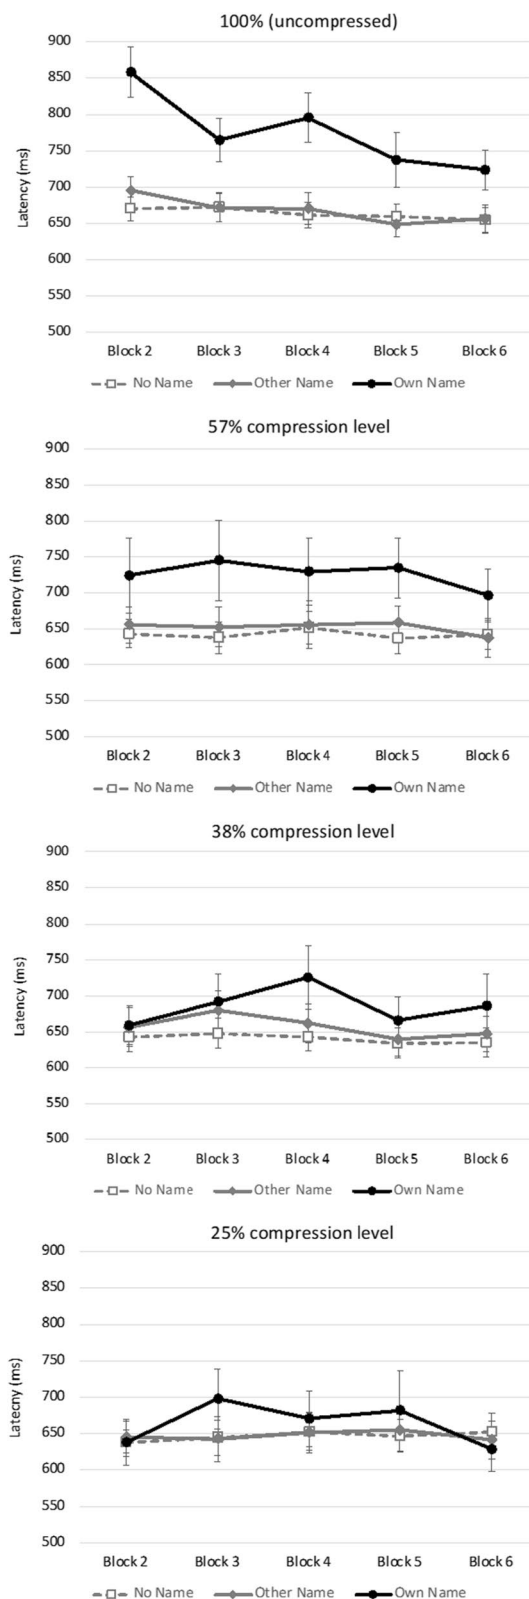 100% (uncompressed)
Latency (ms)
900
850
800
750
700
650
600
550
500
Block 2 Block 3 Block 4 Block 5 Block 6
No Name Other Name Own Name
57% compression level
Latency (ms)
900
850
800
750
700
650
600
550
500
Block 2 Block 3 Block 4 Block 5 Block 6
No Name Other Name Own Name
38% compression level
Latency (ms)
900
850
800
750
700
650
600
550
500
Block 2 Block 3 Block 4 Block 5 Block 6
No Name Other Name Own Name
25% compression level
Latecny (ms)
900
850
800
750
700
650
600
550
500
Block 2 Block 3 Block 4 Block 5 Block 6
No Name Other Name Own Name